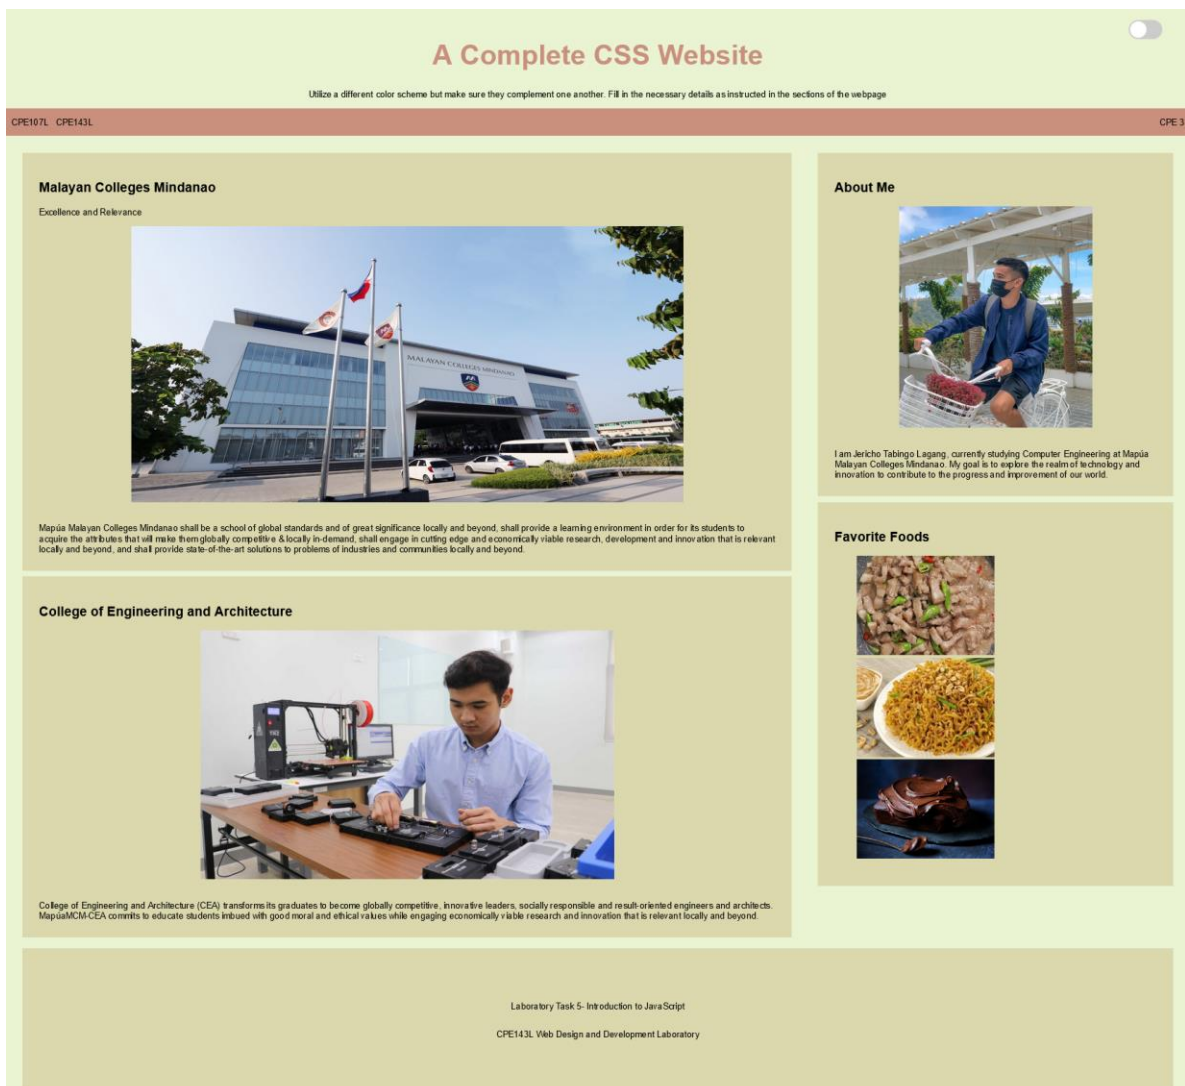 A Complete CSS Website
Utilize a different color scheme but make sure they complement one another. Fill in the necessary details as instructed in the sections of the webpage
CPE107L CPE143L CPE 3
Malayan Colleges Mindanao
Excellence and Relevance
MALAYAN COLLEGES MINDANAO
Mapúa Malayan Colleges Mindanao shall be a school of global standards and of great significance locally and beyond, shall provide a learning environment in order for its students to
acquire the attributes that will make them globally competitive & locally in-demand, shall engage in cutting edge and economically viable research, development and innovation that is relevant
locally and beyond, and shall provide state-of-the-art solutions to problems of industries and communities locally and beyond.
College of Engineering and Architecture
College of Engineering and Architecture (CEA) transforms its graduates to become globally competitive, innovative leaders, socially responsible and result-oriented engineers and architects.
MapúaMCM-CEA commits to educate students imbued with good moral and ethical values while engaging economically viable research and innovation that is relevant locally and beyond.
About Me
I am Jericho Tabingo Lagang, currently studying Computer Engineering at Mapúa
Malayan Colleges Mindanao. My goal is to explore the realm of technology and
innovation to contribute to the progress and improvement of our world.
Favorite Foods
Laboratory Task 5- Introduction to JavaScript
CPE143L Web Design and Development Laboratory